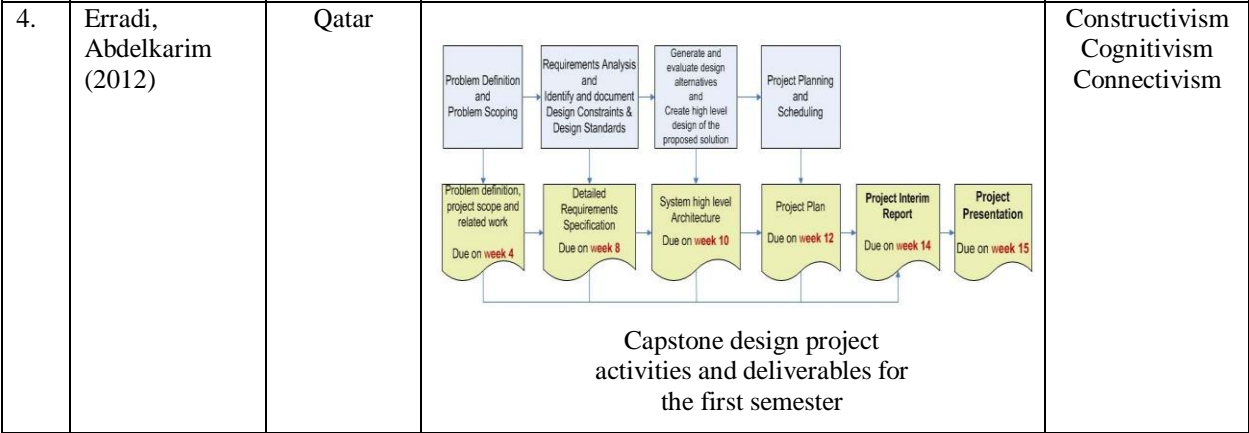 4.
Erradi,
Abdelkarim
(2012)
Qatar
Problem Definition
and
Problem Scoping
Requirements Analysis
and
Identify and document
Design Constraints &
Design Standards
Generate and
evaluate design
alternatives
and
Create high level
design of the
proposed solution
Project Planning
and
Scheduling
Problem definition,
project scope and
related work
Due on week 4
Detailed
Requirements
Specification
Due on week 8
System high level
Architecture
Due on week 10
Project Plan
Due on week 12
Project Interim
Report
Due on week 14
Project
Presentation
Due on week 15
Capstone design project
activities and deliverables for
the first semester
Constructivism
Cognitivism
Connectivism